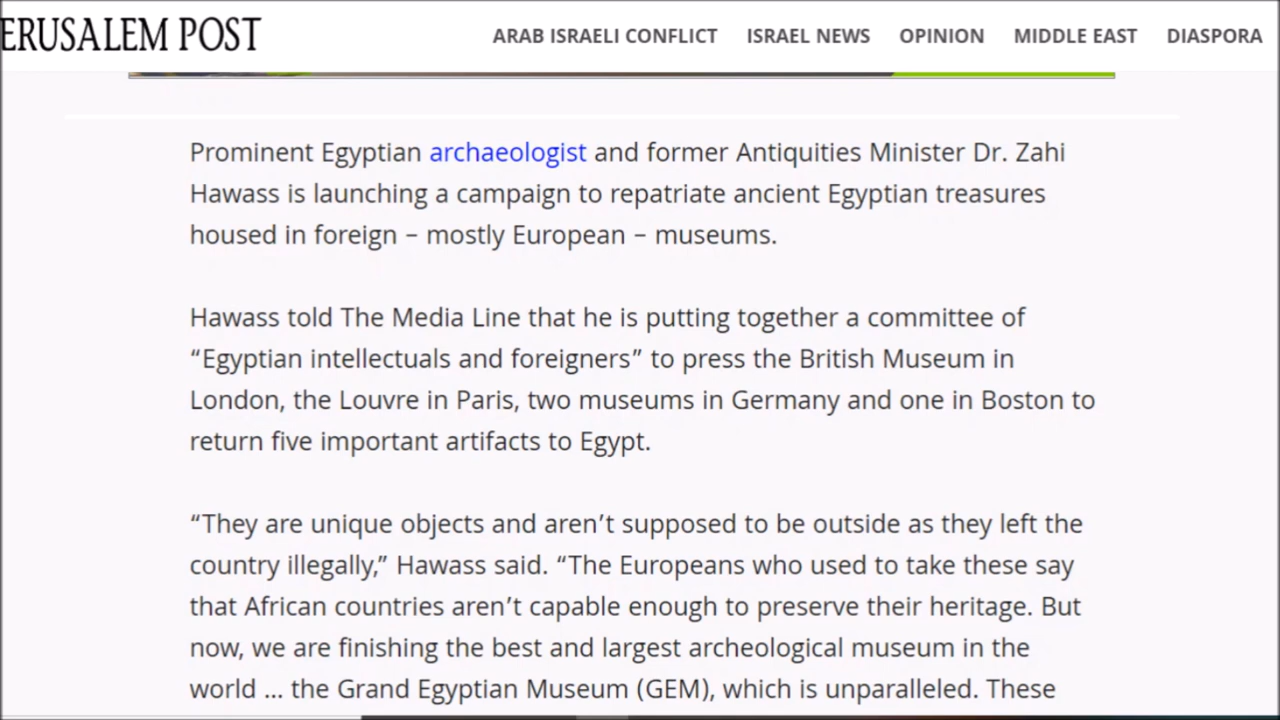 ERUSALEM POST
ARAB ISRAELI CONFLICT ISRAEL NEWS OPINION MIDDLE EAST DIASPORA
Prominent Egyptian archaeologist and former Antiquities Minister Dr. Zahi
Hawass is launching a campaign to repatriate ancient Egyptian treasures
housed in foreign – mostly European – museums.
Hawass told The Media Line that he is putting together a committee of
“Egyptian intellectuals and foreigners” to press the British Museum in
London, the Louvre in Paris, two museums in Germany and one in Boston to
return five important artifacts to Egypt.
“They are unique objects and aren’t supposed to be outside as they left the
country illegally,” Hawass said. “The Europeans who used to take these say
that African countries aren’t capable enough to preserve their heritage. But
now, we are finishing the best and largest archeological museum in the
world ... the Grand Egyptian Museum (GEM), which is unparalleled. These